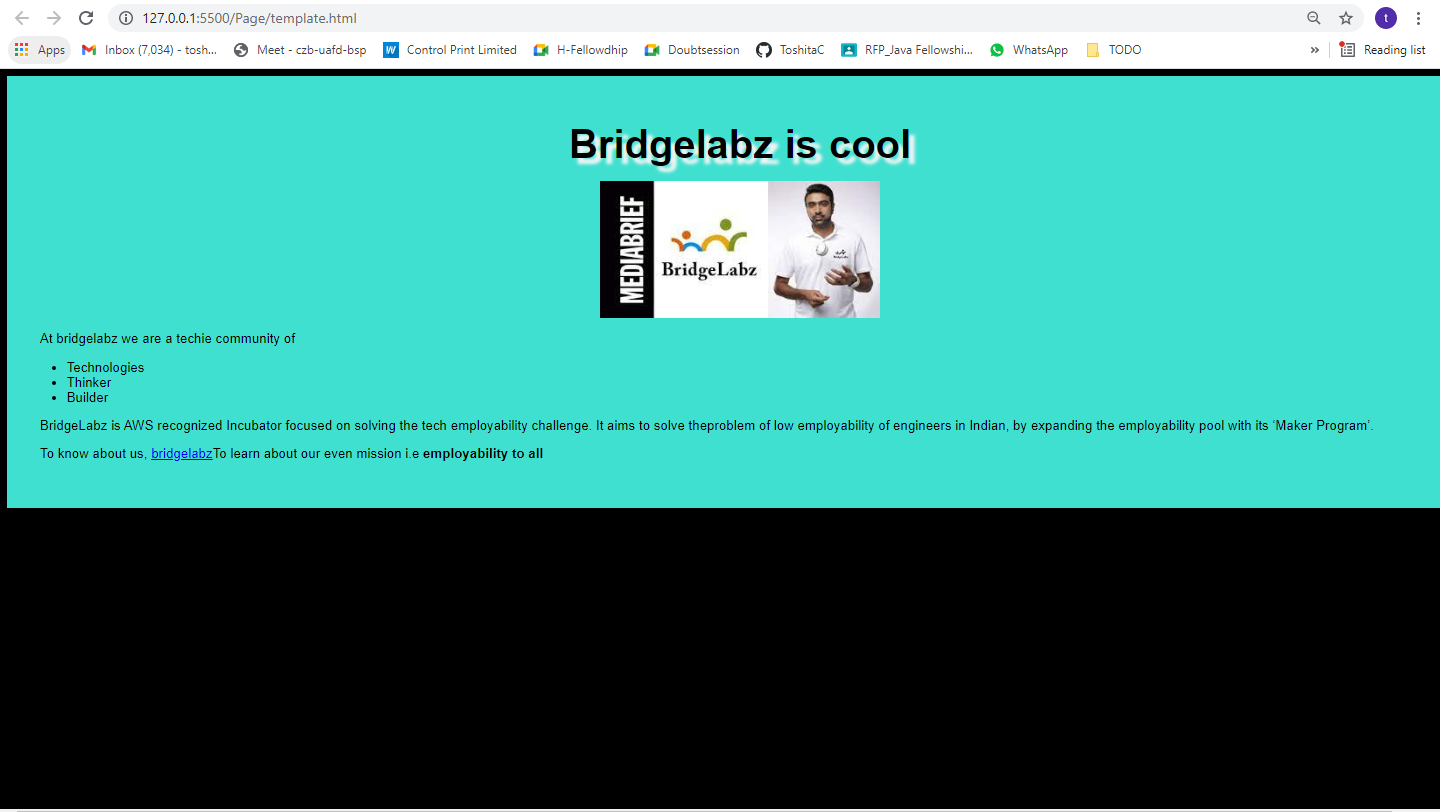 127.0.0.1:5500/Page/template.html
t
Apps
Inbox (7,034) - tosh...
Meet - czb-uafd-bsp
W
Control Print Limited
H-Fellowdhip
Doubtsession
ToshitaC
RFP_Java Fellowshi...
WhatsApp
TODO
»
Reading list
Bridgelabz is cool
MEDIABRIEF
BridgeLabz
BridgeLabz
At bridgelabz we are a techie community of
• Technologies
• Thinker
• Builder
BridgeLabz is AWS recognized Incubator focused on solving the tech employability challenge. It aims to solve theproblem of low employability of engineers in Indian, by expanding the employability pool with its ‘Maker Program’.
To know about us, bridgelabzTo learn about our even mission i.e employability to all